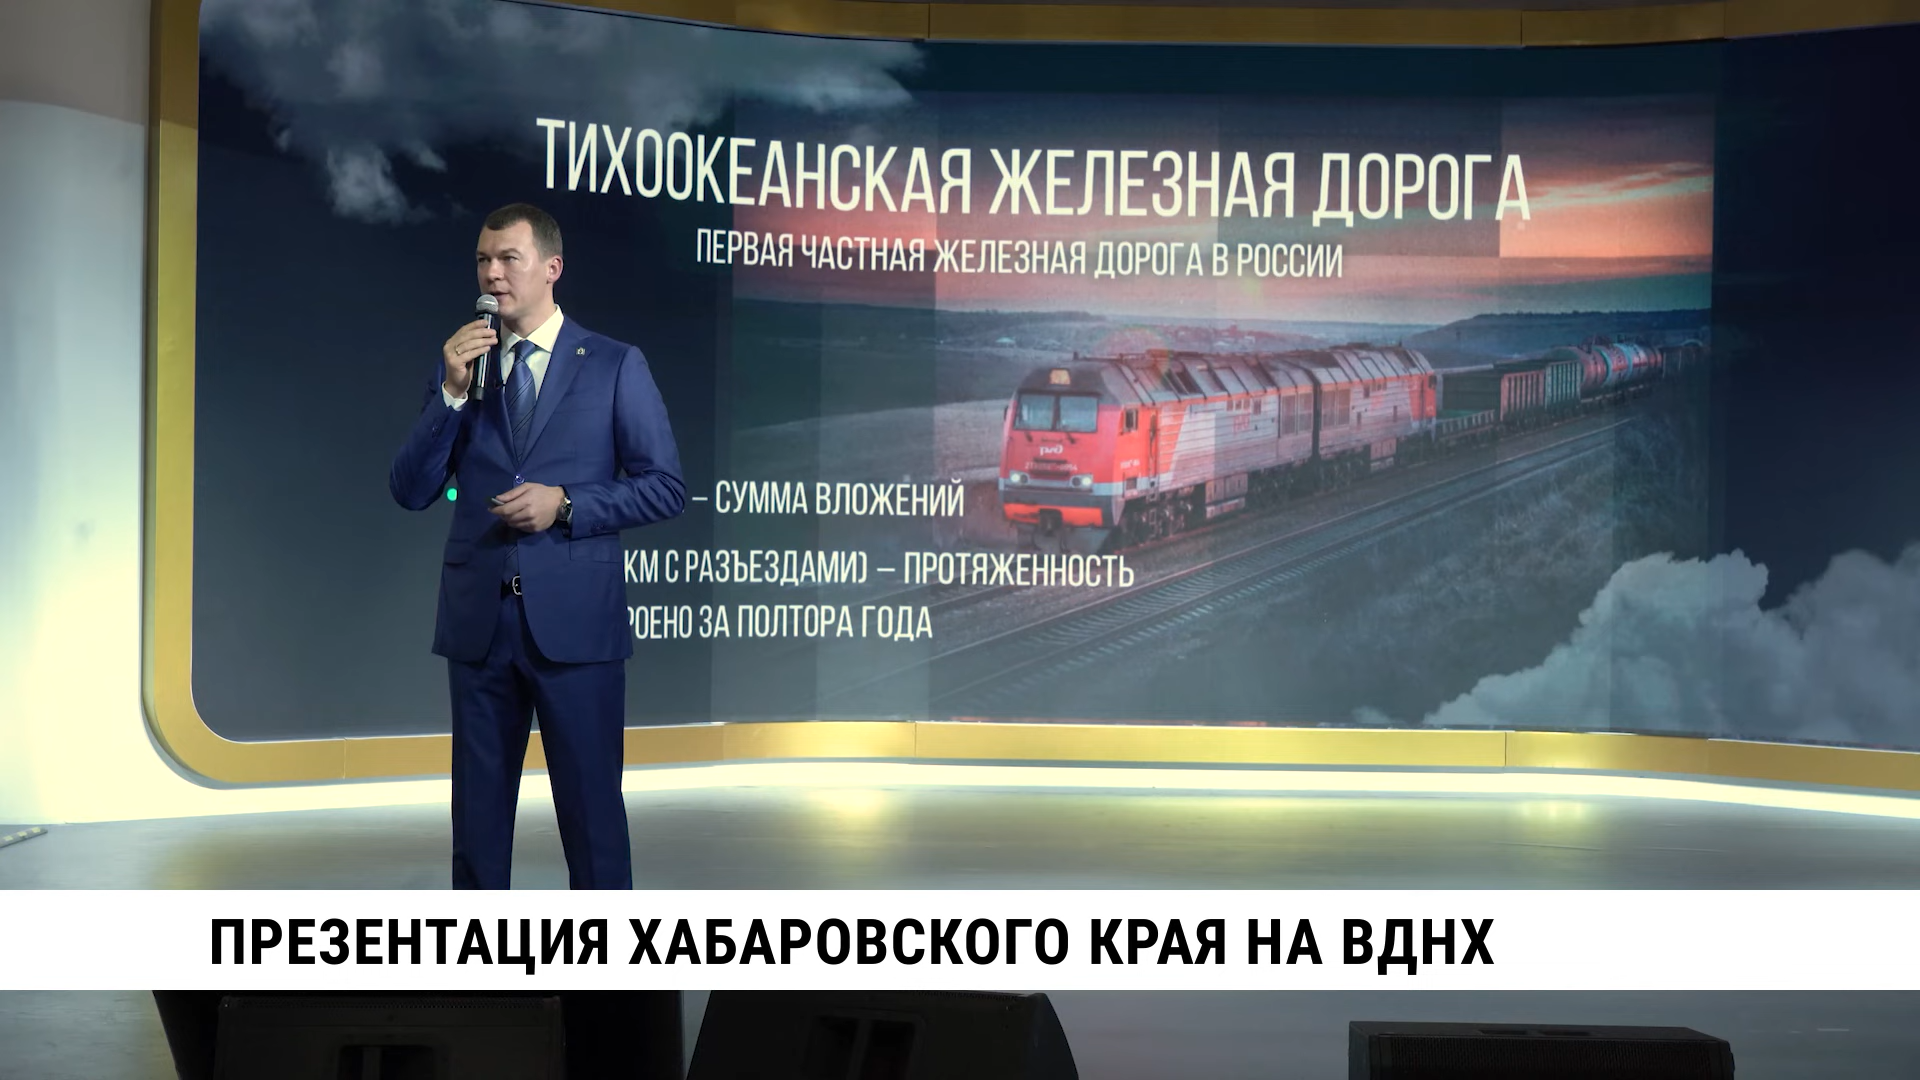 ТИХООКЕАНСКАЯ ЖЕЛЕЗНАЯ ДОРОГА
ПЕРВАЯ ЧАСТНАЯ ЖЕЛЕЗНАЯ ДОРОГА В РОССИИ
– СУММА ВЛОЖЕНИЙ
КМ С РАЗЪЕЗДАМИ) – ПРОТЯЖЕННОСТЬ
ЗА ПОЛТОРА ГОДА
ржд
ПРЕЗЕНТАЦИЯ ХАБАРОВСКОГО КРАЯ НА ВДНХ